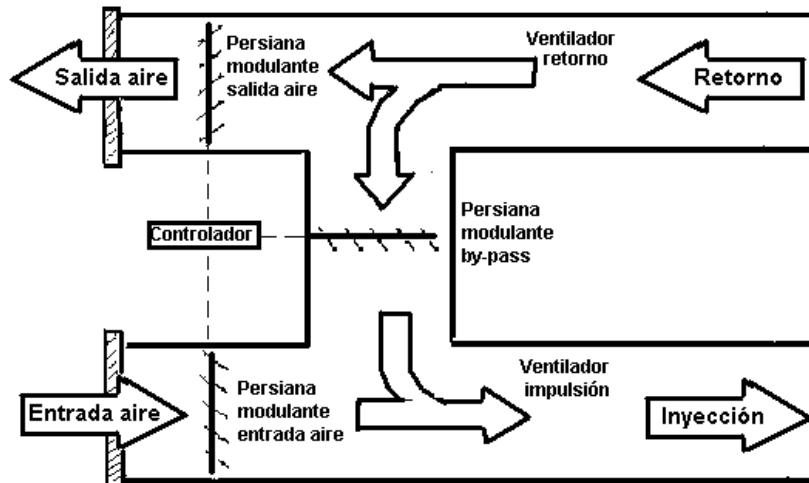 Salida aire
Persiana
modulante
salida aire
Ventilador
retorno
Retorno
Controlador
Persiana
modulante
by-pass
Entrada aire
Persiana
modulante
entrada aire
Ventilador
impulsión
Inyección